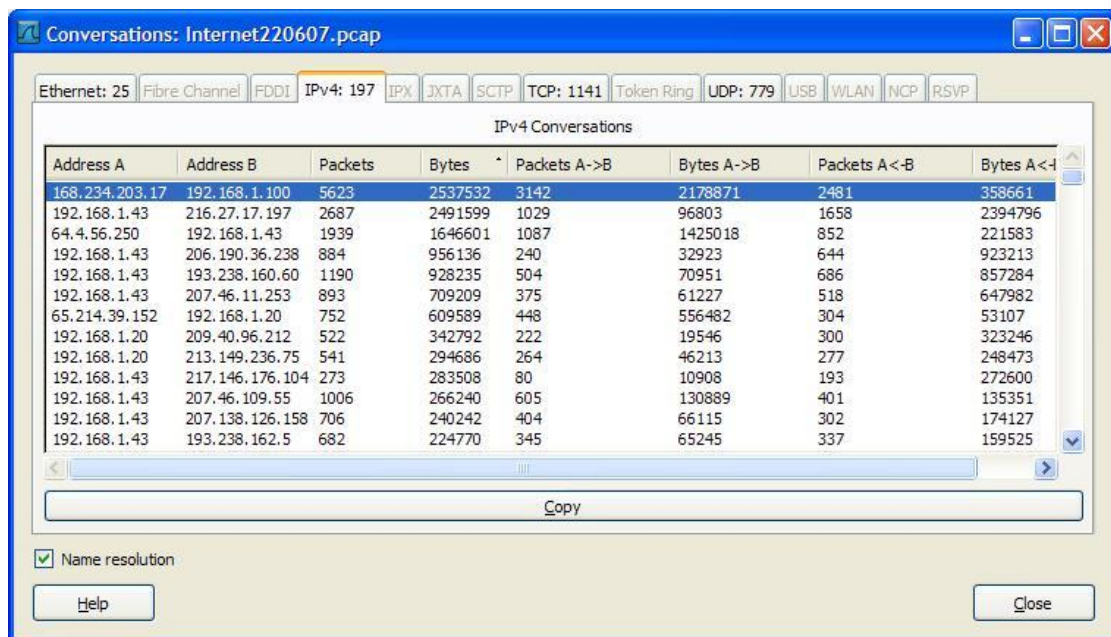 Conversations: Internet220607.pcap
Ethernet: 25 Fibre Channel FDDI IPv4: 197 IPX JXTA SCTP TCP: 1141 Token Ring UDP: 779 USB WLAN NCP RSVP
IPv4 Conversations
Address A Address B Packets Bytes Packets A->B Bytes A->B Packets A<-B Bytes A<-
168.234.203.17 192.168.1.100 5623 2537532 3142 2178871 2481 358661
192.168.1.43 216.27.17.197 2687 2491599 1029 96803 1658 2394796
64.4.56.250 192.168.1.43 1939 1646601 1087 1425018 852 221583
192.168.1.43 206.190.36.238 884 956136 240 32923 644 923213
192.168.1.43 193.238.160.60 1190 928235 504 70951 686 857284
192.168.1.43 207.46.11.253 893 709209 375 61227 518 647982
65.214.39.152 192.168.1.20 752 609589 448 556482 304 53107
192.168.1.20 209.40.96.212 522 342792 222 19546 300 323246
192.168.1.20 213.149.236.75 541 294686 264 46213 277 248473
192.168.1.43 217.146.176.104 273 283508 80 10908 193 272600
192.168.1.43 207.46.109.55 1006 266240 605 130889 401 135351
192.168.1.43 207.138.126.158 706 240242 404 66115 302 174127
192.168.1.43 193.238.162.5 682 224770 345 65245 337 159525
Copy
Name resolution
Help Close